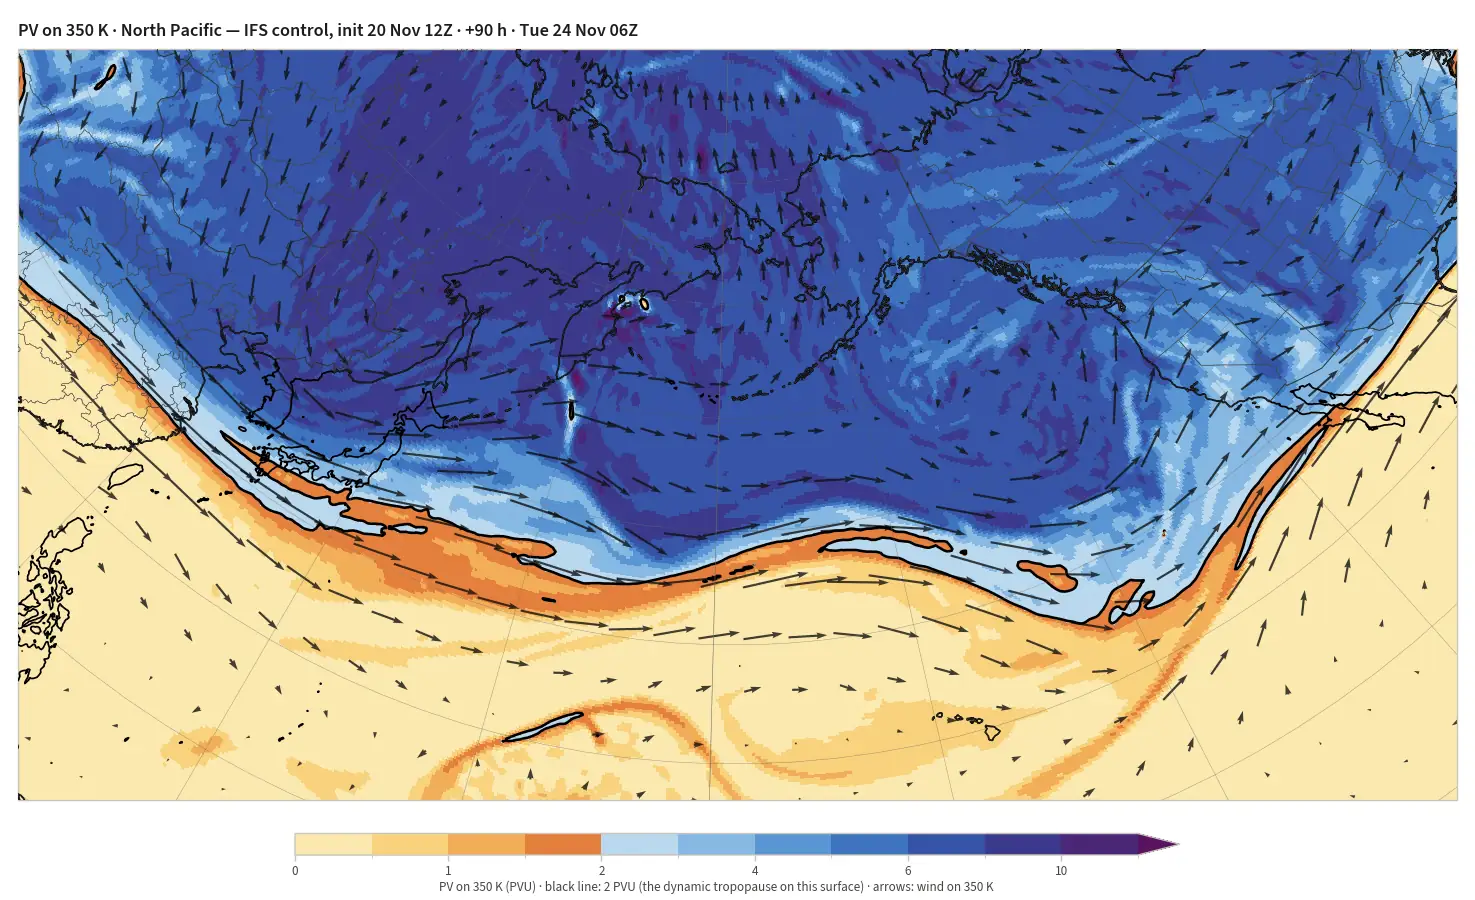 PV on 350 K · North Pacific — IFS control, init 20 Nov 12Z · +90 h · Tue 24 Nov 06Z
0 1 2 4 6 10
PV on 350 K (PVU) · black line: 2 PVU (the dynamic tropopause on this surface) · arrows: wind on 350 K